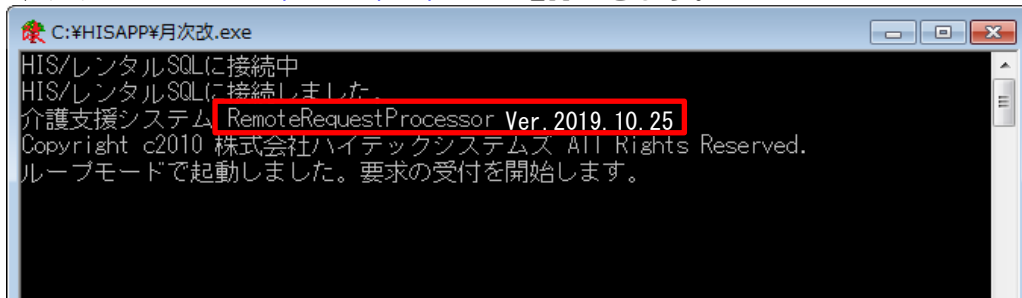 C:¥HISAPP¥月次改.exe
HIS/レンタルSQLに接続中
HIS/レンタルSQLに接続しました。
介護支援システム RemoteRequestProcessor Ver.2019.10.25
Copyright c2010 株式会社ハイテックシステムズ All Rights Reserved.
ループモードで起動しました。要求の受付を開始します。